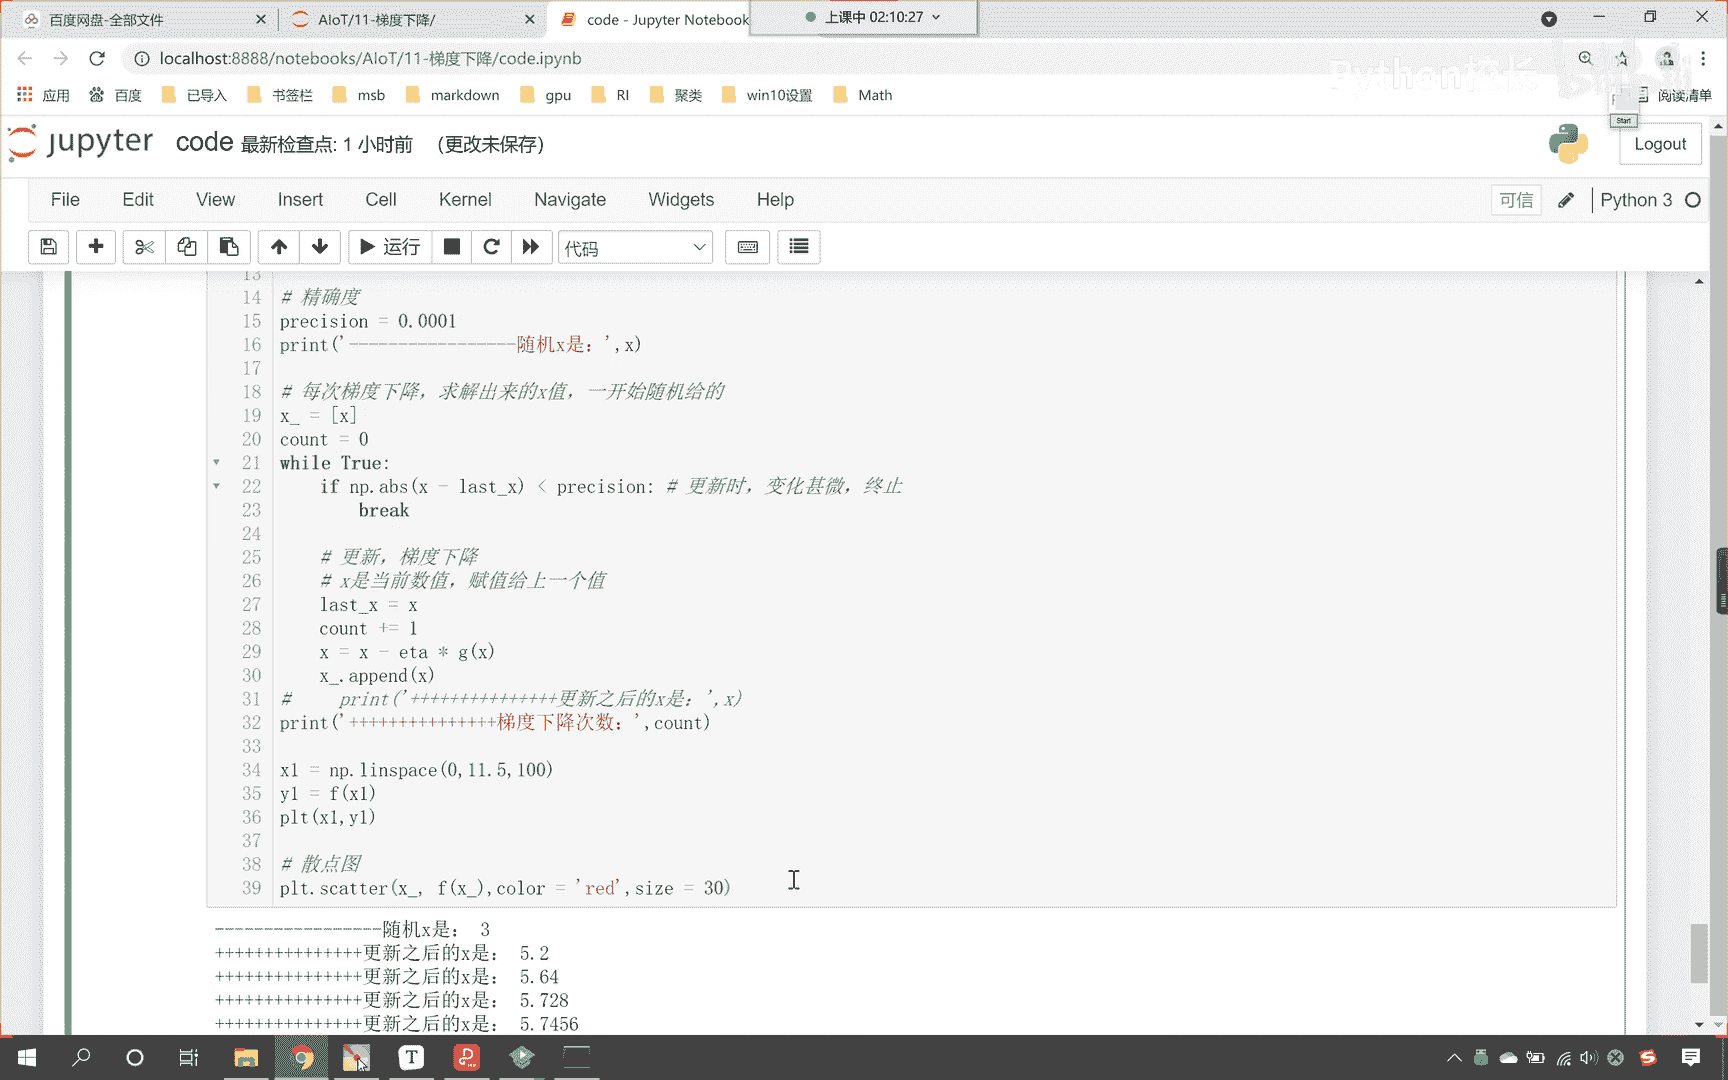 百度网盘-全部文件
AIoT/11-梯度下降/
code - Jupyter Notebook
上课中 02:10:27
localhost:8888/notebooks/AIoT/11-梯度下降/code.ipynb
Python校长
应用 百度 已导入 书签栏 msb markdown gpu RI 聚类 win10设置 Math 阅读清单
Start
jupyter code 最新检查点: 1 小时前 (更改未保存) Logout
File Edit View Insert Cell Kernel Navigate Widgets Help 可信 Python 3
运行 代码
13
14 # 精确度
15 precision = 0.0001
16 print('-----------------随机x是：',x)
17
18 # 每次梯度下降，求解出来的x值，一开始随机给的
19 x_ = [x]
20 count = 0
21 while True:
22 if np.abs(x - last_x) < precision: # 更新时，变化甚微，终止
23 break
24
25 # 更新，梯度下降
26 # x是当前数值，赋值给上一个值
27 last_x = x
28 count += 1
29 x = x - eta * g(x)
30 x_.append(x)
31 # print('+++++++++++++++更新之后的x是：',x)
32 print('+++++++++++++++梯度下降次数：',count)
33
34 x1 = np.linspace(0,11.5,100)
35 y1 = f(x1)
36 plt(x1,y1)
37
38 # 散点图
39 plt.scatter(x_, f(x_),color = 'red',size = 30)
-----------------随机x是： 3
+++++++++++++++更新之后的x是： 5.2
+++++++++++++++更新之后的x是： 5.64
+++++++++++++++更新之后的x是： 5.728
+++++++++++++++更新之后的x是： 5.7456